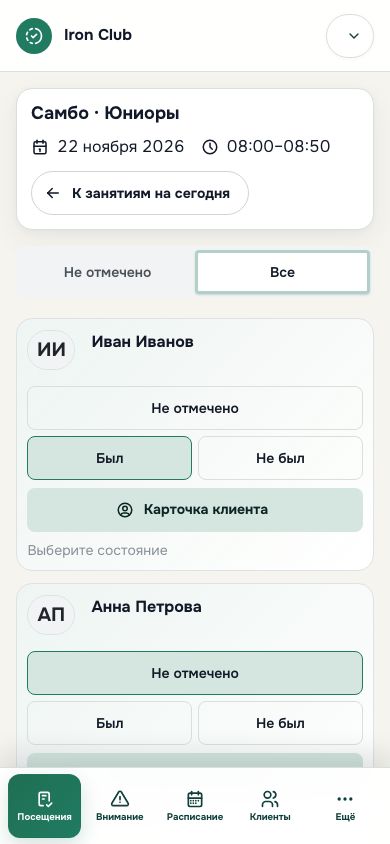 Iron Club
Самбо · Юниоры
22 ноября 2026 08:00–08:50
К занятиям на сегодня
Не отмечено Все
ИИ Иван Иванов
Не отмечено
Был Не был
Карточка клиента
Выберите состояние
АП Анна Петрова
Не отмечено
Был Не был
Посещения Внимание Расписание Клиенты Ещё